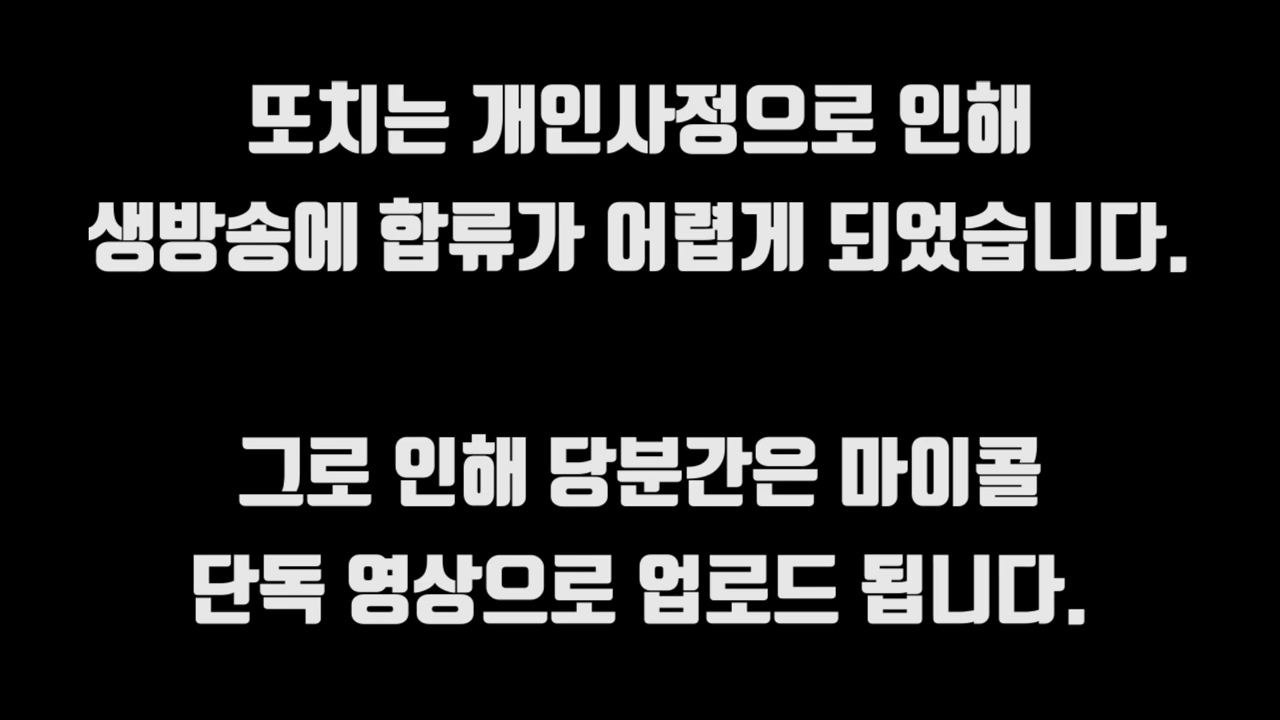 또치는 개인사정으로 인해
생방송에 합류가 어렵게 되었습니다.
그로 인해 당분간은 마이콜
단독 영상으로 업로드 됩니다.